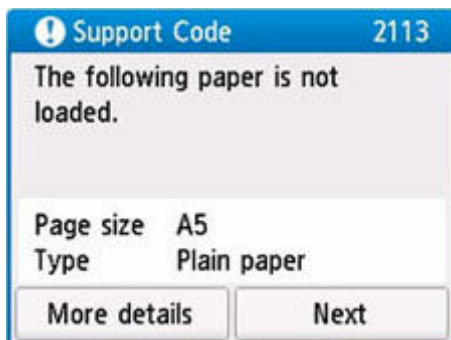 Support Code 2113
The following paper is not
loaded.
Page size A5
Type Plain paper
More details Next